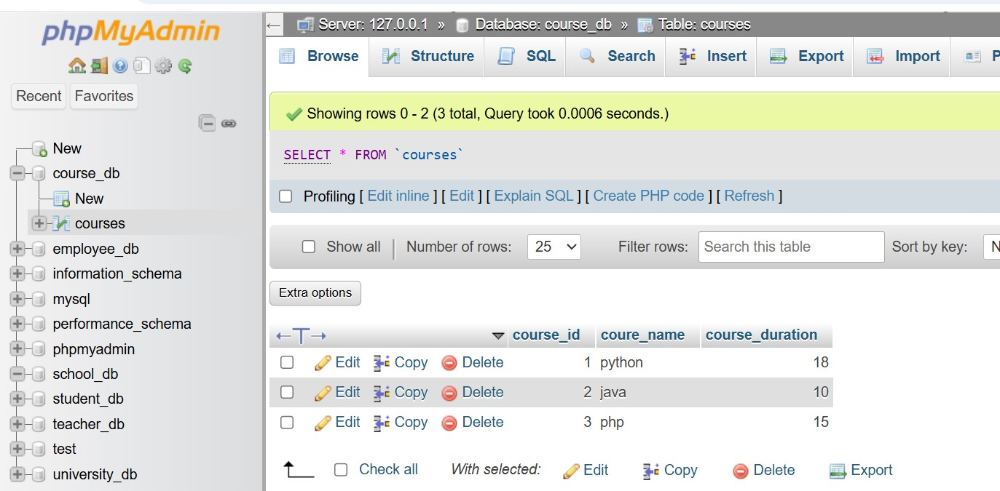 phpMyAdmin
Recent Favorites
New
course_db
New
courses
employee_db
information_schema
mysql
performance_schema
phpmyadmin
school_db
student_db
teacher_db
test
university_db
Server: 127.0.0.1 » Database: course_db » Table: courses
Browse Structure SQL Search Insert Export Import P
Showing rows 0 - 2 (3 total, Query took 0.0006 seconds.)
SELECT * FROM `courses`
Profiling [ Edit inline ] [ Edit ] [ Explain SQL ] [ Create PHP code ] [ Refresh ]
Show all | Number of rows: 25 Filter rows: Search this table Sort by key: N
Extra options
course_id coure_name course_duration
Edit Copy Delete 1 python 18
Edit Copy Delete 2 java 10
Edit Copy Delete 3 php 15
Check all With selected: Edit Copy Delete Export